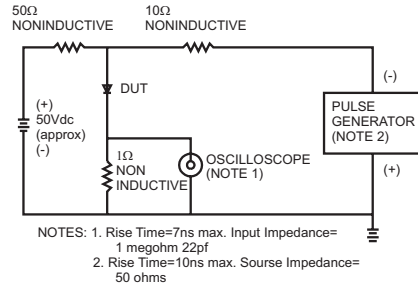 50Ω
NONINDUCTIVE
10Ω
NONINDUCTIVE
DUT
(+)
50Vdc
(approx)
(-)
1Ω
NON
INDUCTIVE
OSCILLOSCOPE
(NOTE 1)
(-)
PULSE
GENERATOR
(NOTE 2)
(+)
NOTES: 1. Rise Time=7ns max. Input Impedance=
1 megohm 22pf
2. Rise Time=10ns max. Sourse Impedance=
50 ohms